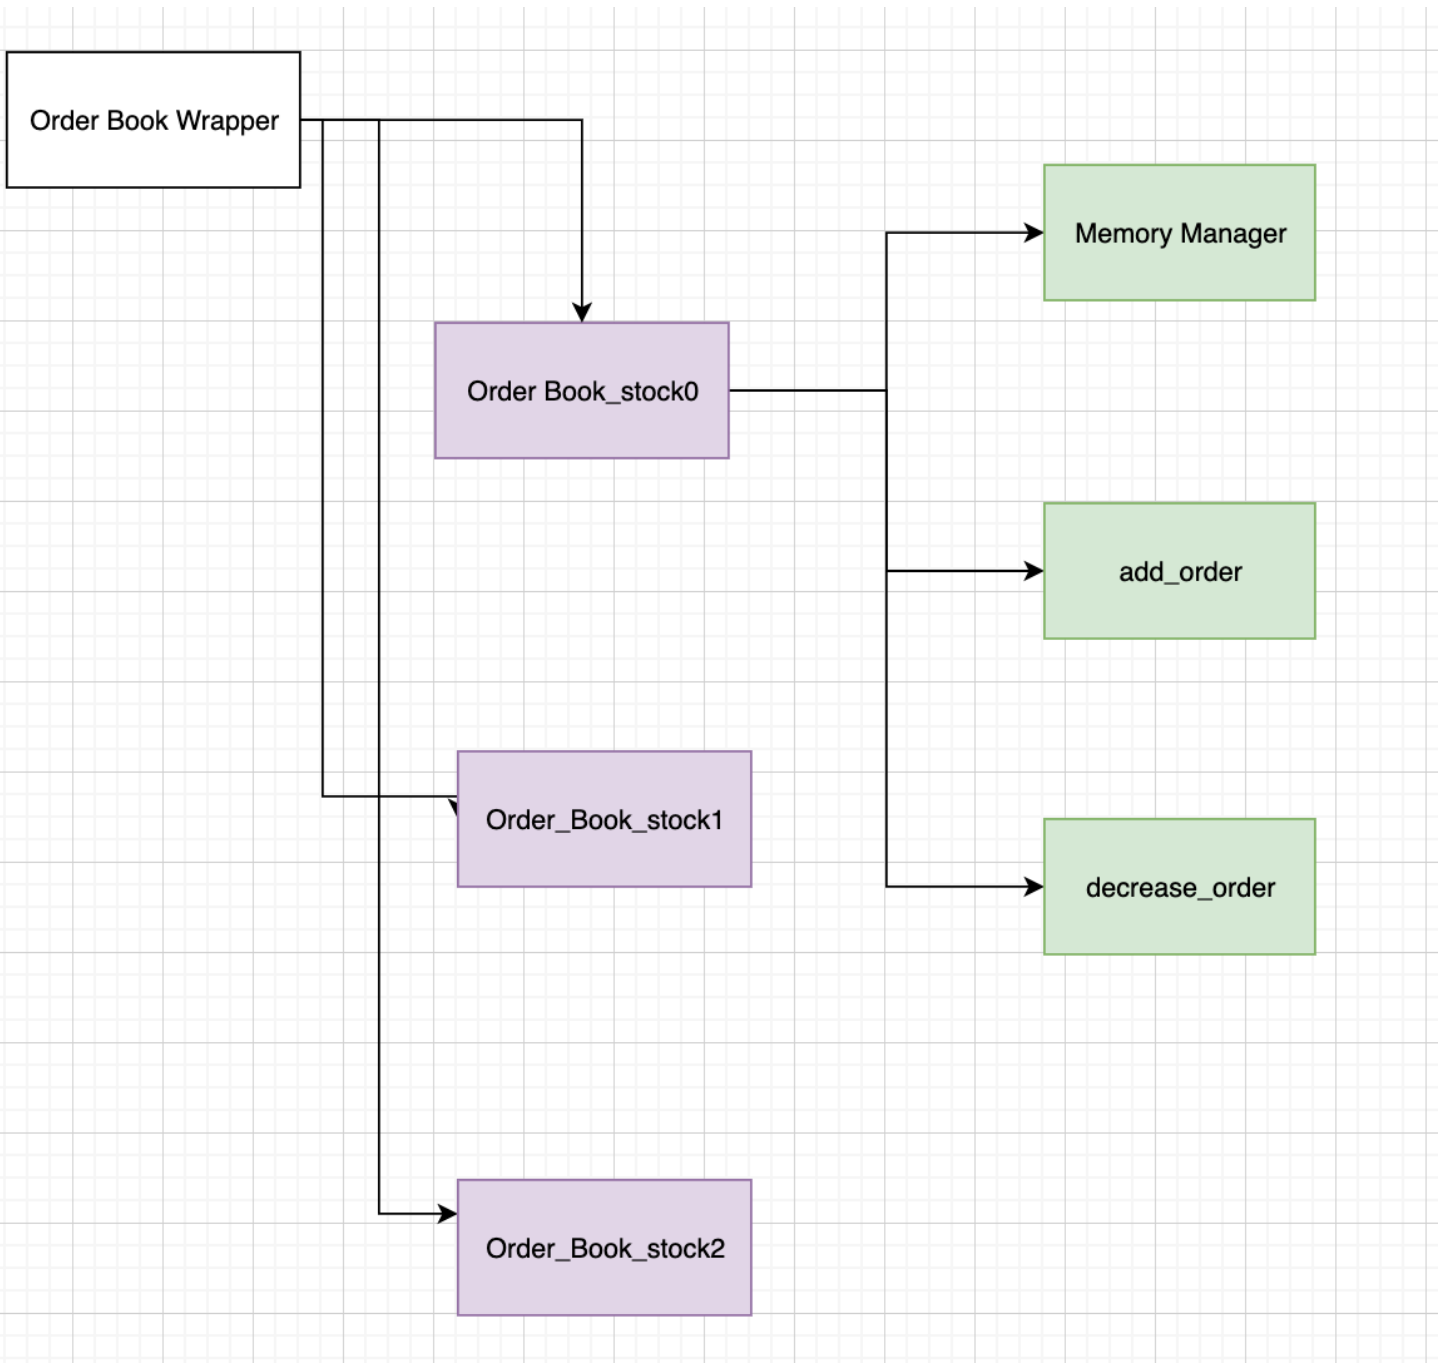 Order Book Wrapper
Memory Manager
Order Book_stock0
add_order
Order_Book_stock1
decrease_order
Order_Book_stock2